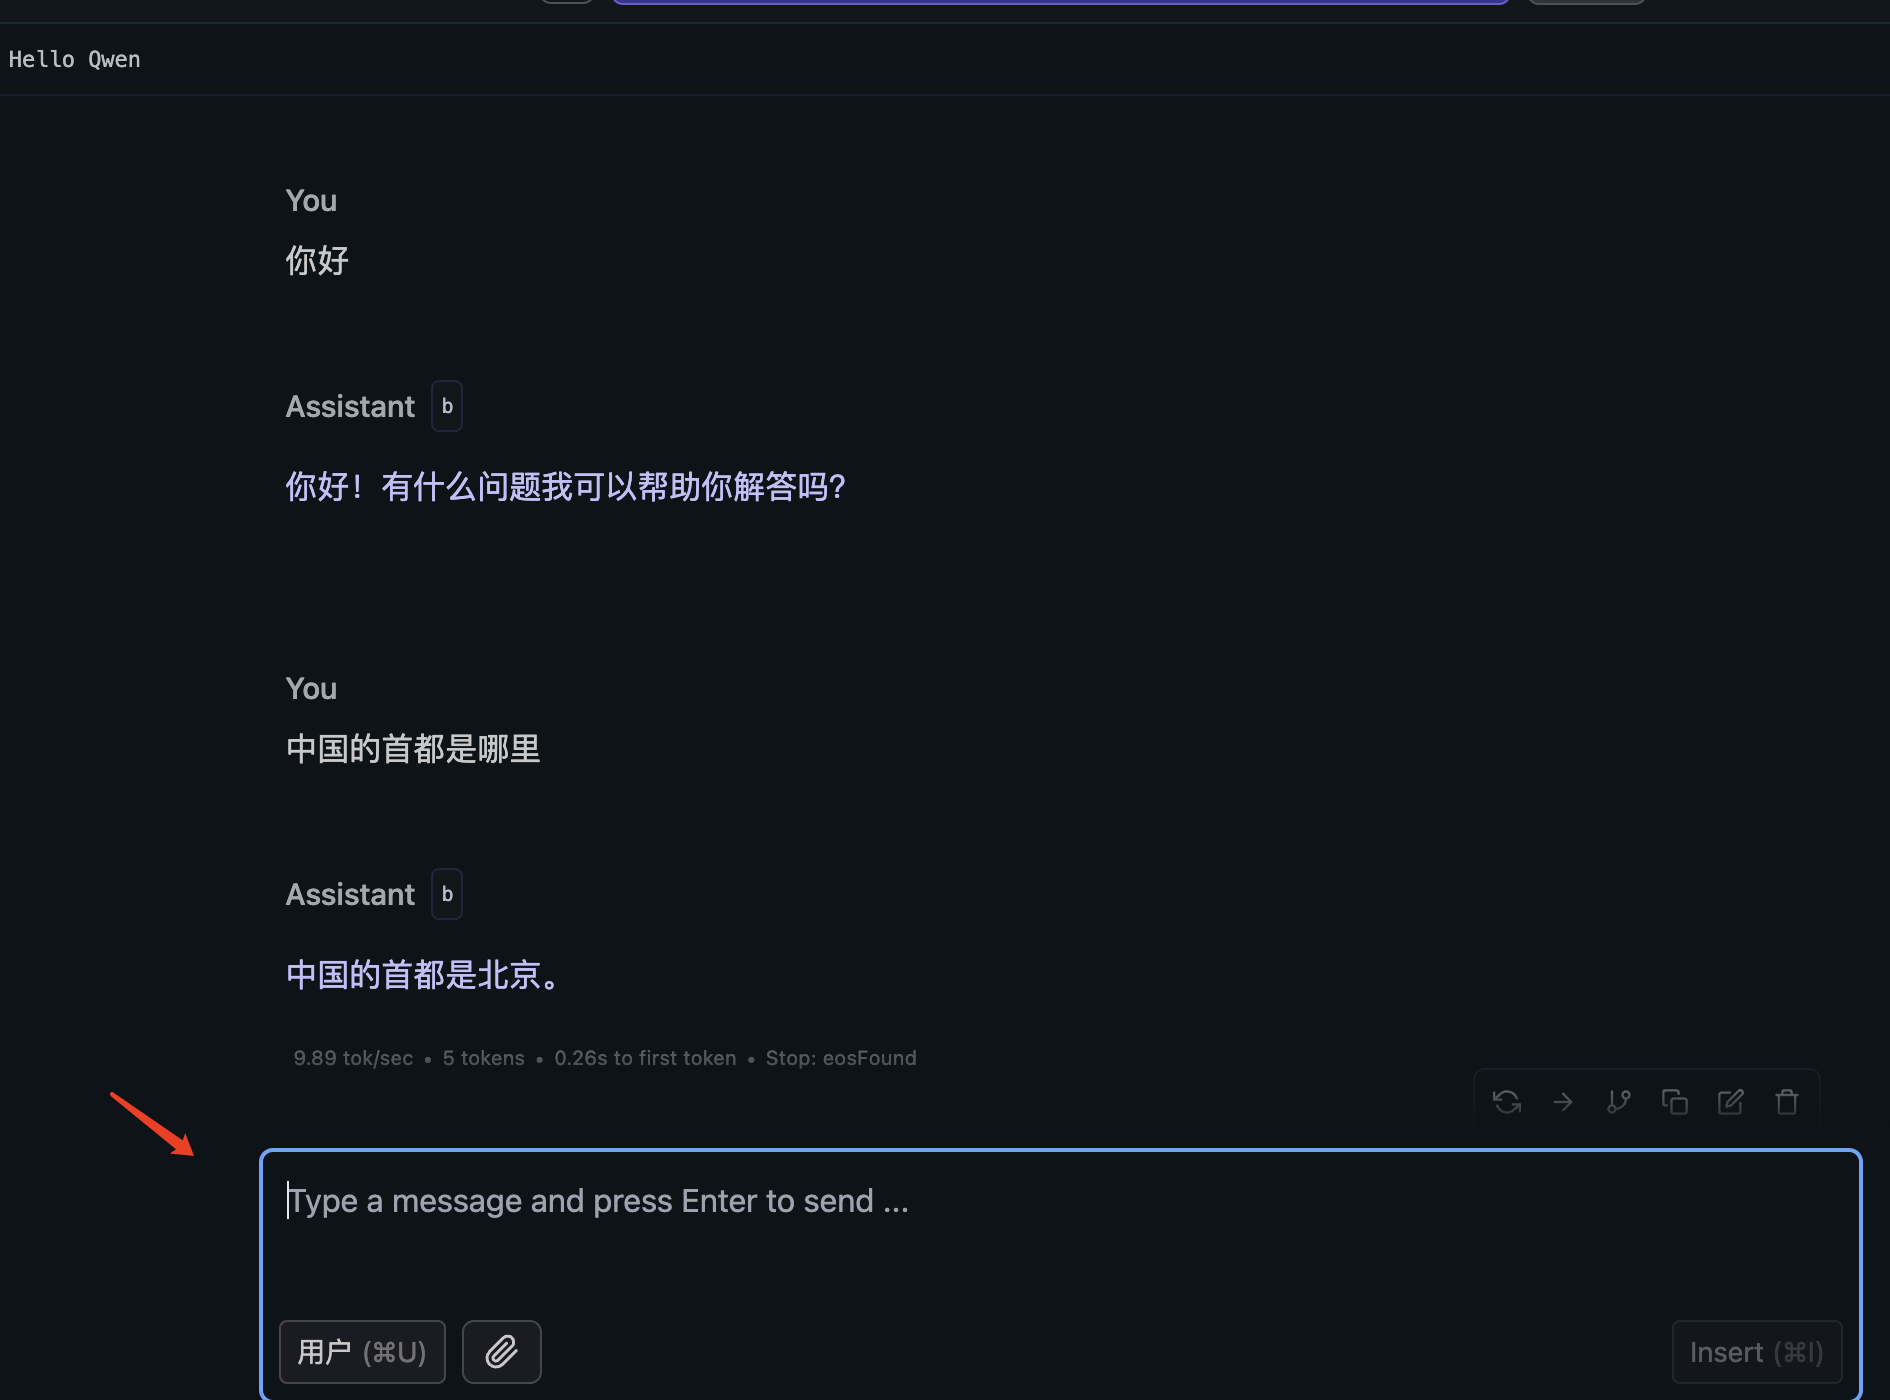 Hello Qwen
You
你好
Assistant b
你好！有什么问题我可以帮助你解答吗？
You
中国的首都是哪里
Assistant b
中国的首都是北京。
9.89 tok/sec • 5 tokens • 0.26s to first token • Stop: eosFound
Type a message and press Enter to send ...
用户 (⌘U)
Insert (⌘I)